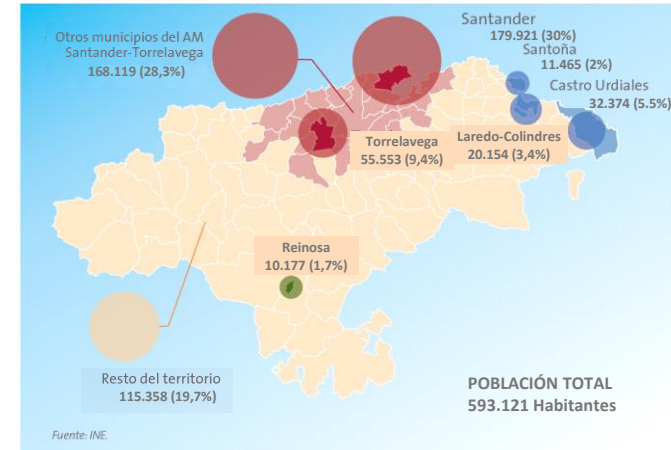 Otros municipios del AM
Santander-Torrelavega
168.119 (28,3%)
Santander
179.921 (30%)
Santoña
11.465 (2%)
Castro Urdiales
32.374 (5.5%)
Torrelavega
55.553 (9,4%)
Laredo-Colindres
20.154 (3,4%)
Reinosa
10.177 (1,7%)
Resto del territorio
115.358 (19,7%)
POBLACIÓN TOTAL
593.121 Habitantes
Fuente: INE.